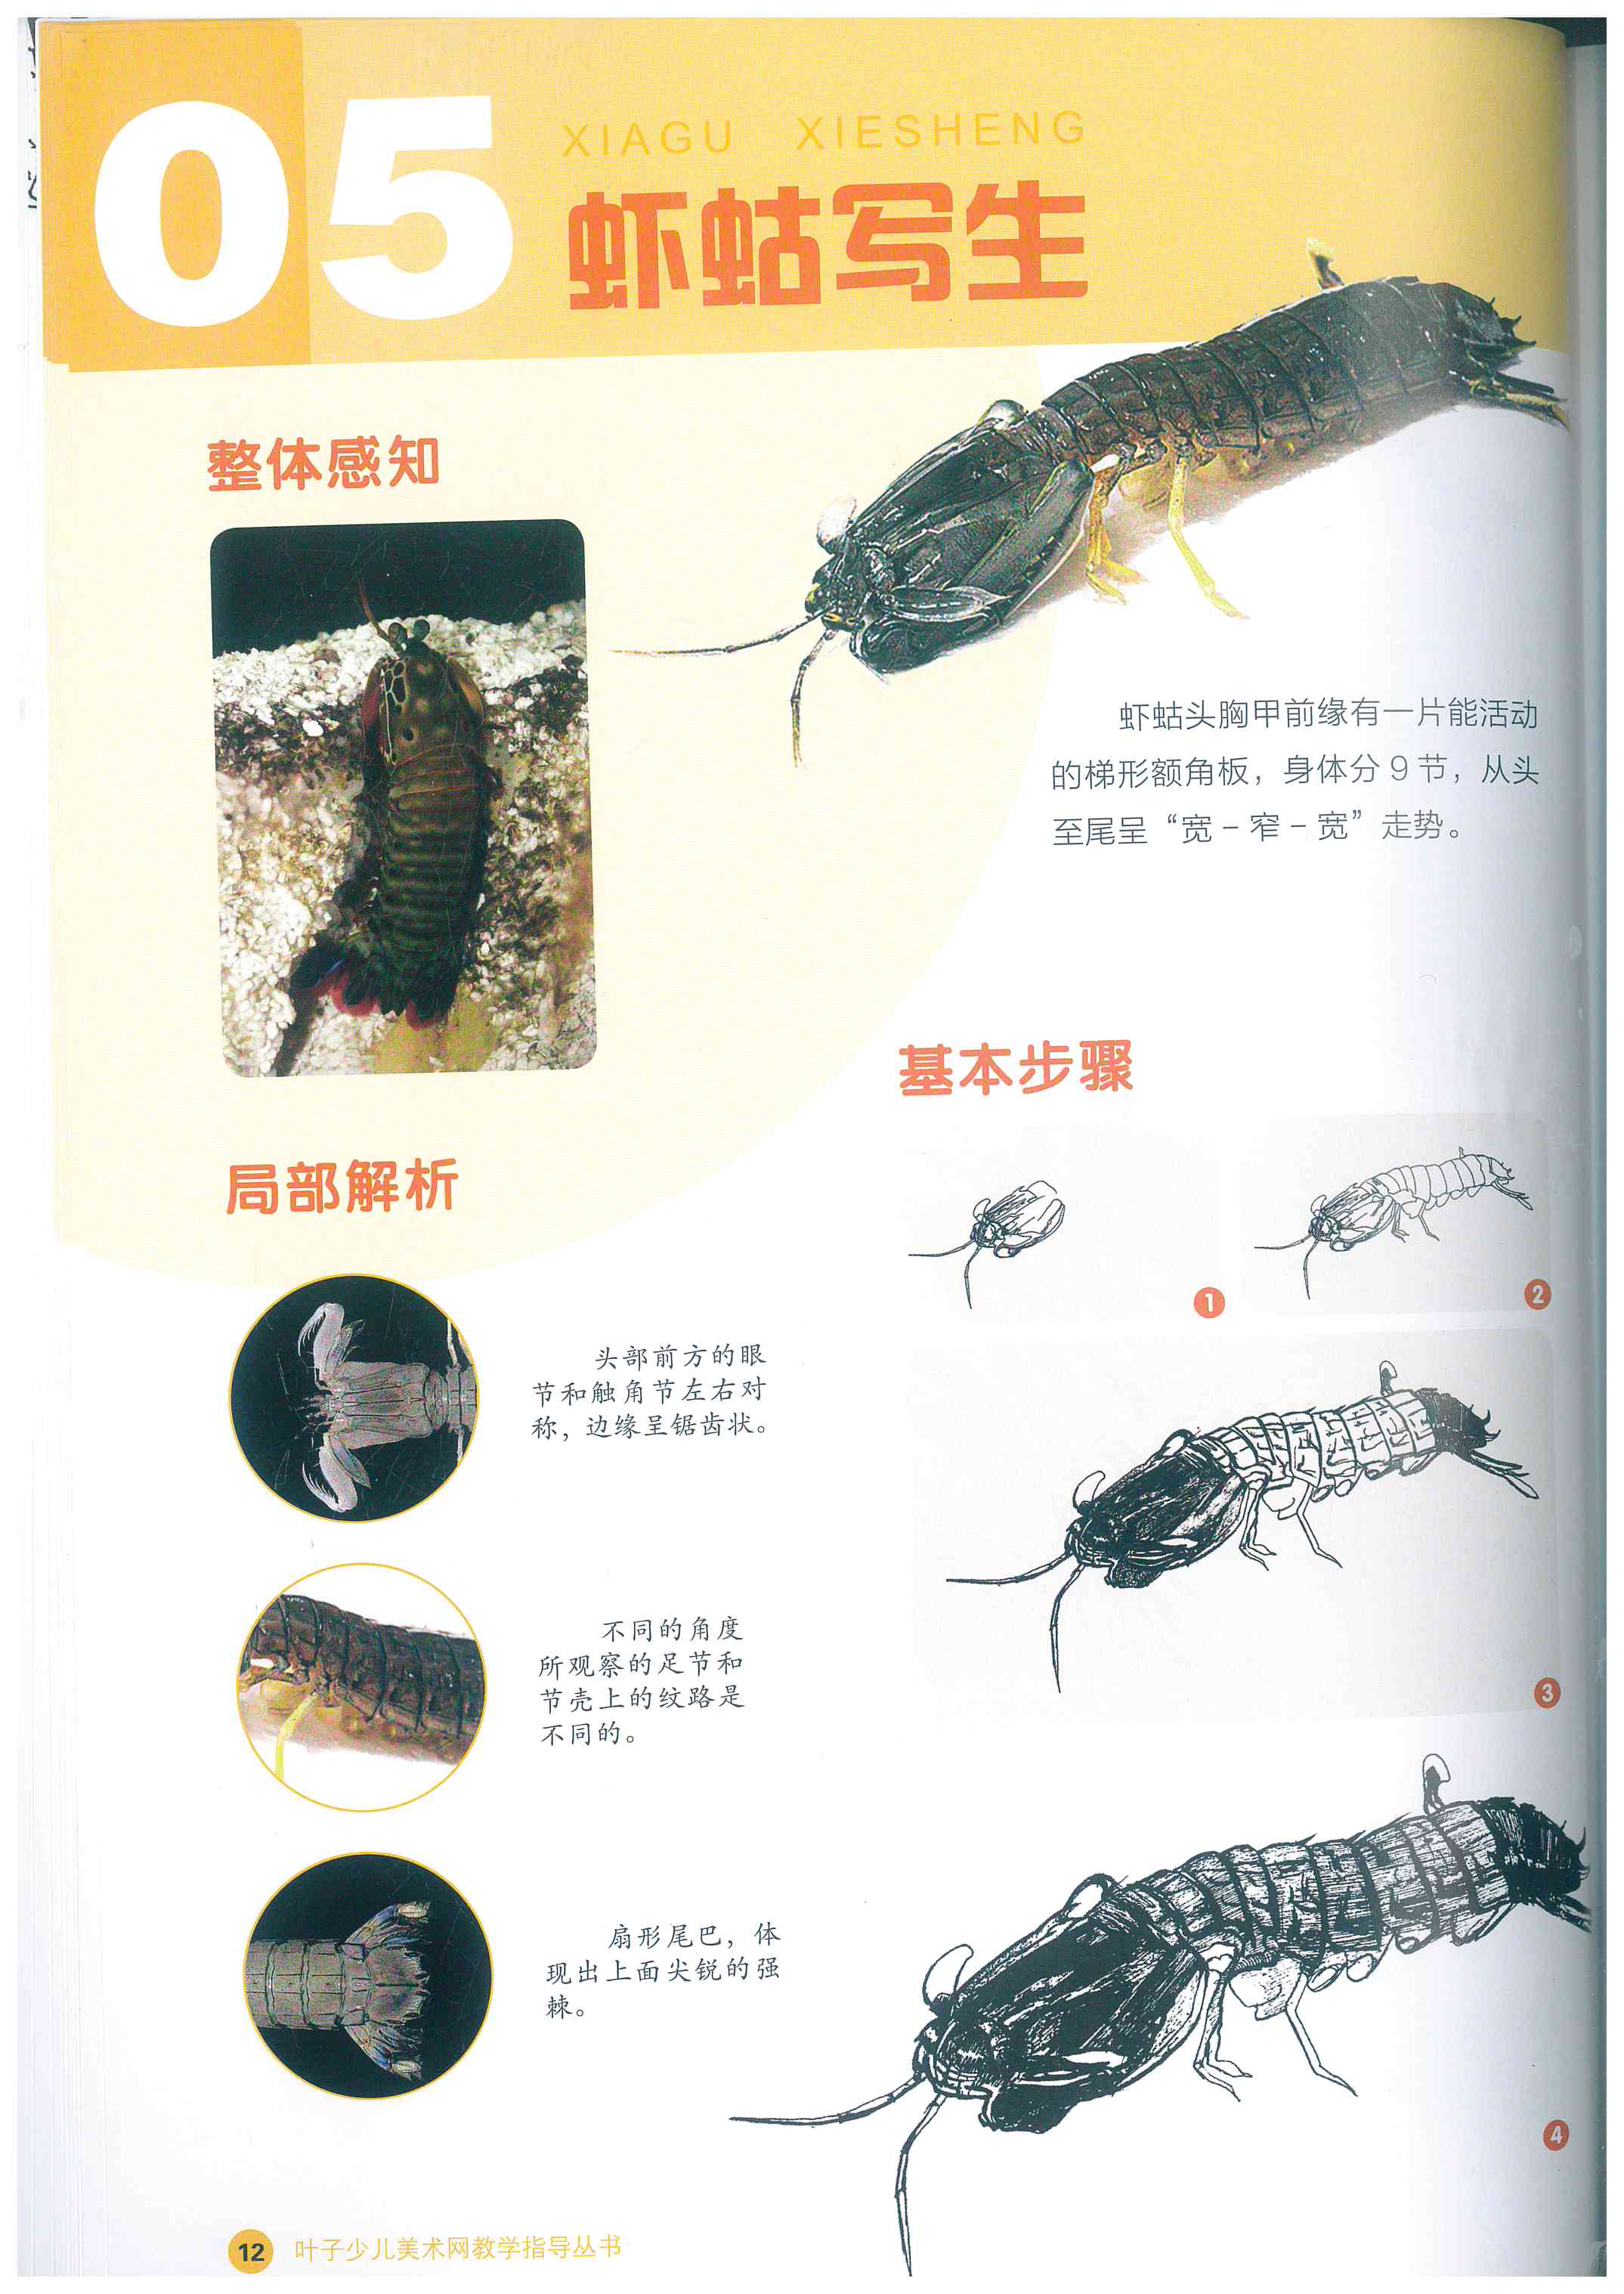 05
XIAGU XIESHENG
虾蛄写生
整体感知
虾蛄头胸甲前缘有一片能活动
的梯形额角板，身体分9节，从头
至尾呈“宽－窄－宽”走势。
基本步骤
1
2
3
4
局部解析
头部前方的眼
节和触角节左右对
称，边缘呈锯齿状。
不同的角度
所观察的足节和
节壳上的纹路是
不同的。
扇形尾巴，体
现出上面尖锐的强
棘。
12 叶子少儿美术网教学指导丛书